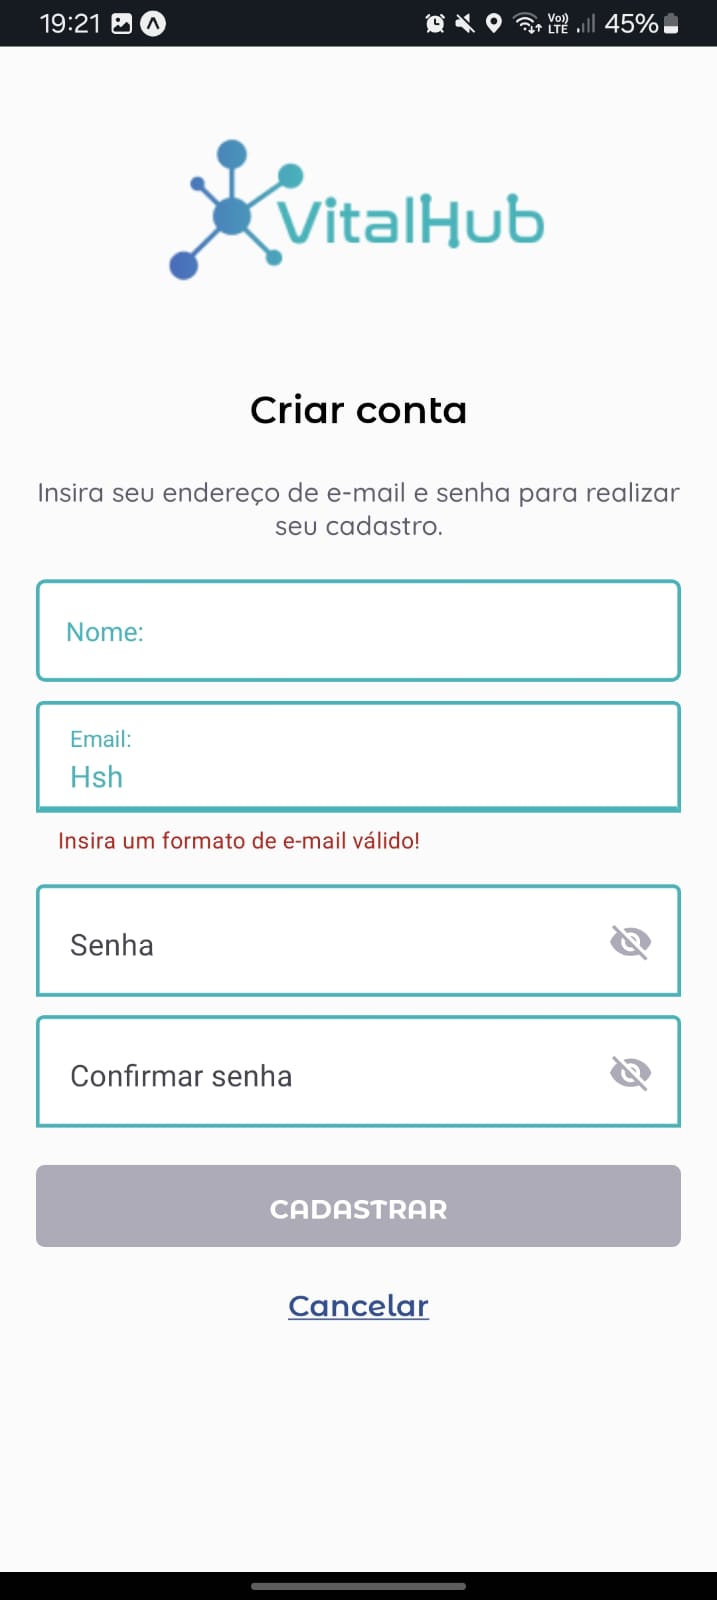 19:21
Vo))
LTE
45%
VitalHub
Criar conta
Insira seu endereço de e-mail e senha para realizar
seu cadastro.
Nome:
Email:
Hsh
Insira um formato de e-mail válido!
Senha
Confirmar senha
CADASTRAR
Cancelar